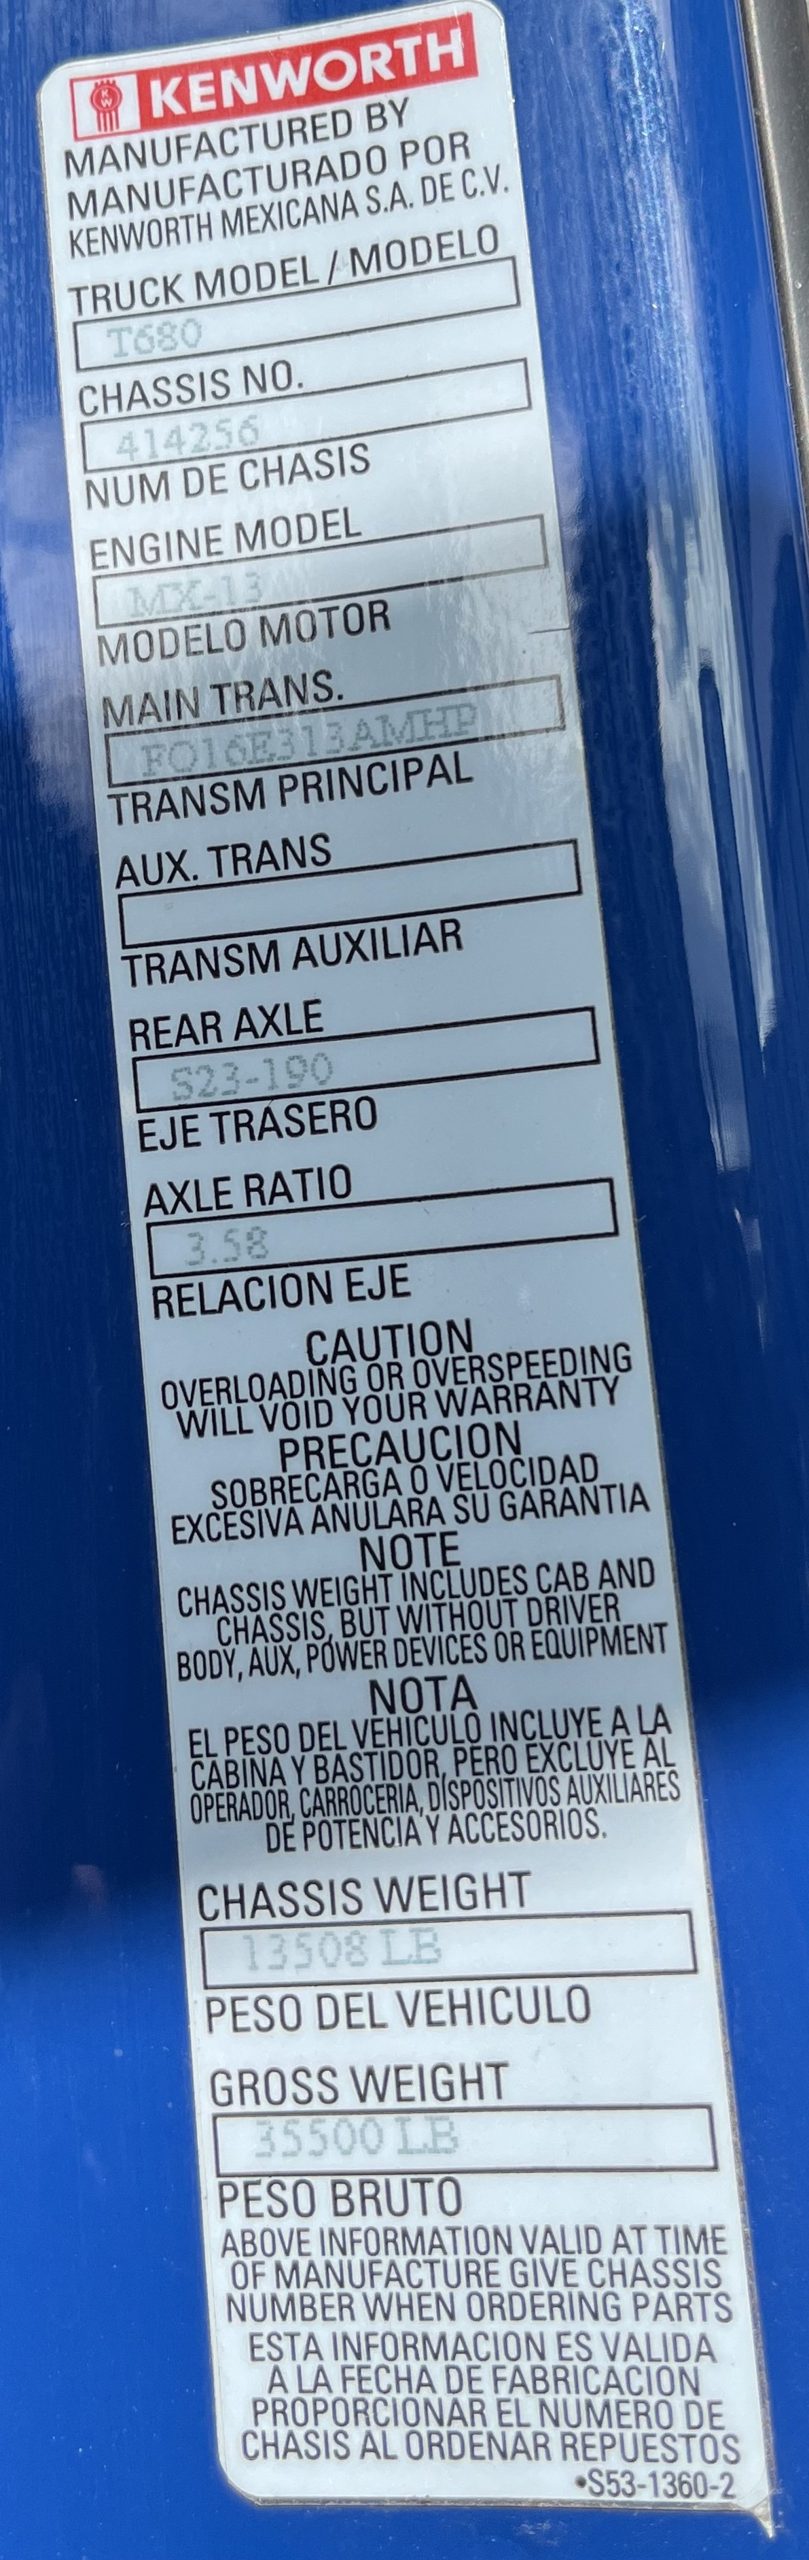 KW KENWORTH
MANUFACTURED BY
MANUFACTURADO POR
KENWORTH MEXICANA S.A. DE C.V.
TRUCK MODEL / MODELO
T680
CHASSIS NO.
414256
NUM DE CHASIS
ENGINE MODEL
MX-13
MODELO MOTOR
MAIN TRANS.
FO16E313AMHP
TRANSM PRINCIPAL
AUX. TRANS
TRANSM AUXILIAR
REAR AXLE
S23-190
EJE TRASERO
AXLE RATIO
3.58
RELACION EJE
CAUTION
OVERLOADING OR OVERSPEEDING
WILL VOID YOUR WARRANTY
PRECAUCION
SOBRECARGA O VELOCIDAD
EXCESIVA ANULARA SU GARANTIA
NOTE
CHASSIS WEIGHT INCLUDES CAB AND
CHASSIS, BUT WITHOUT DRIVER
BODY, AUX, POWER DEVICES OR EQUIPMENT
NOTA
EL PESO DEL VEHICULO INCLUYE A LA
CABINA Y BASTIDOR, PERO EXCLUYE AL
OPERADOR, CARROCERIA, DISPOSITIVOS AUXILIARES
DE POTENCIA Y ACCESORIOS.
CHASSIS WEIGHT
13508 LB
PESO DEL VEHICULO
GROSS WEIGHT
35500 LB
PESO BRUTO
ABOVE INFORMATION VALID AT TIME
OF MANUFACTURE GIVE CHASSIS
NUMBER WHEN ORDERING PARTS
ESTA INFORMACION ES VALIDA
A LA FECHA DE FABRICACION
PROPORCIONAR EL NUMERO DE
CHASIS AL ORDENAR REPUESTOS
•S53-1360-2